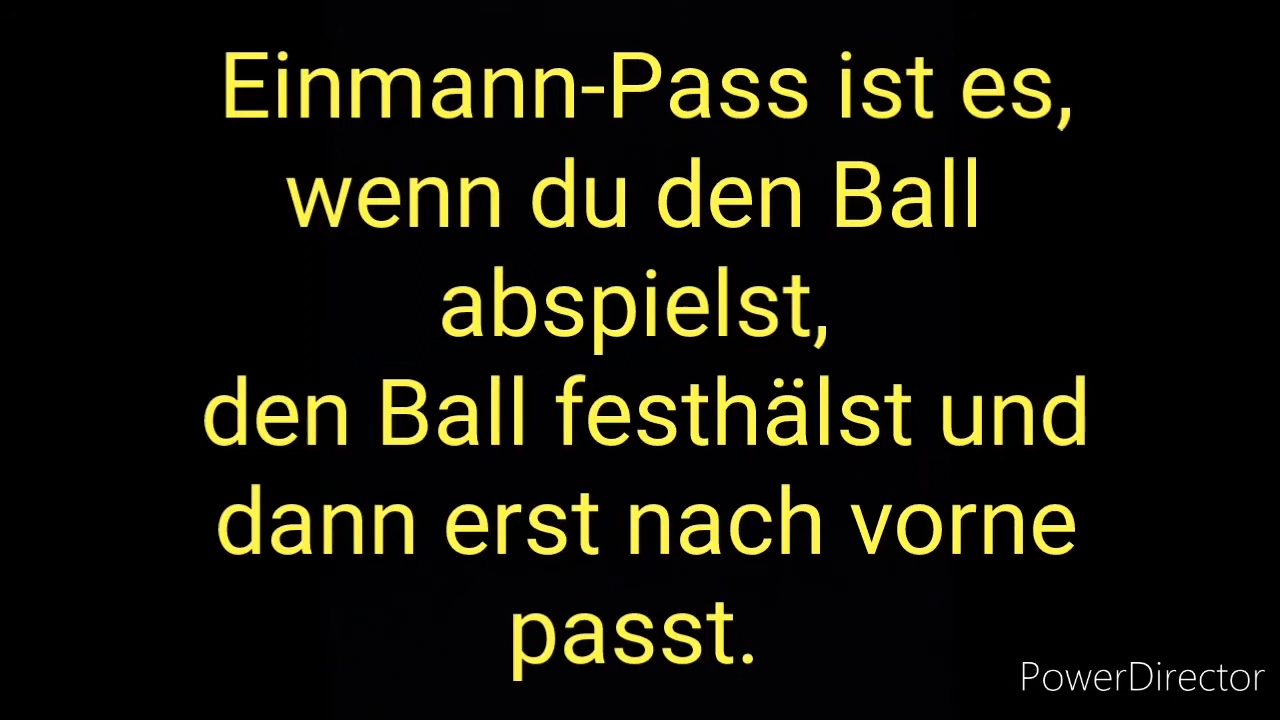 Einmann-Pass ist es,
wenn du den Ball
abspielst,
den Ball festhälst und
dann erst nach vorne
passt.
PowerDirector